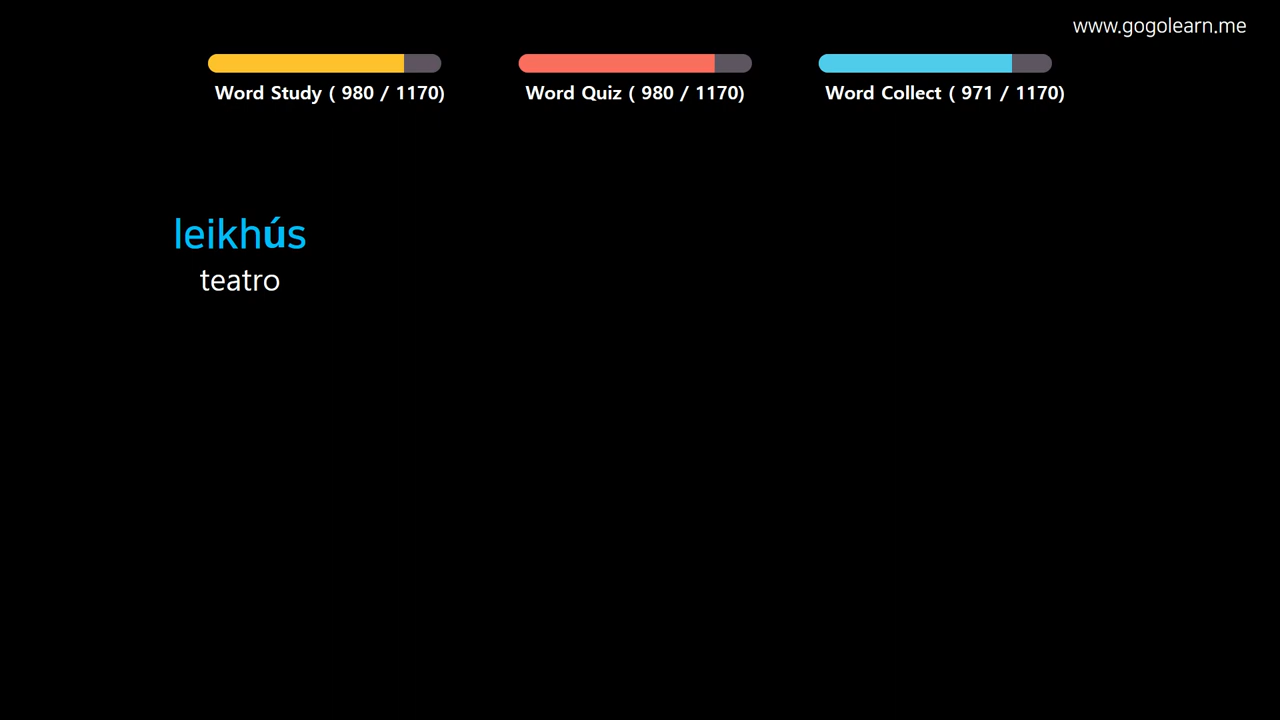 www.gogolearn.me
Word Study ( 980 / 1170)
Word Quiz ( 980 / 1170)
Word Collect ( 971 / 1170)
leikhús
teatro